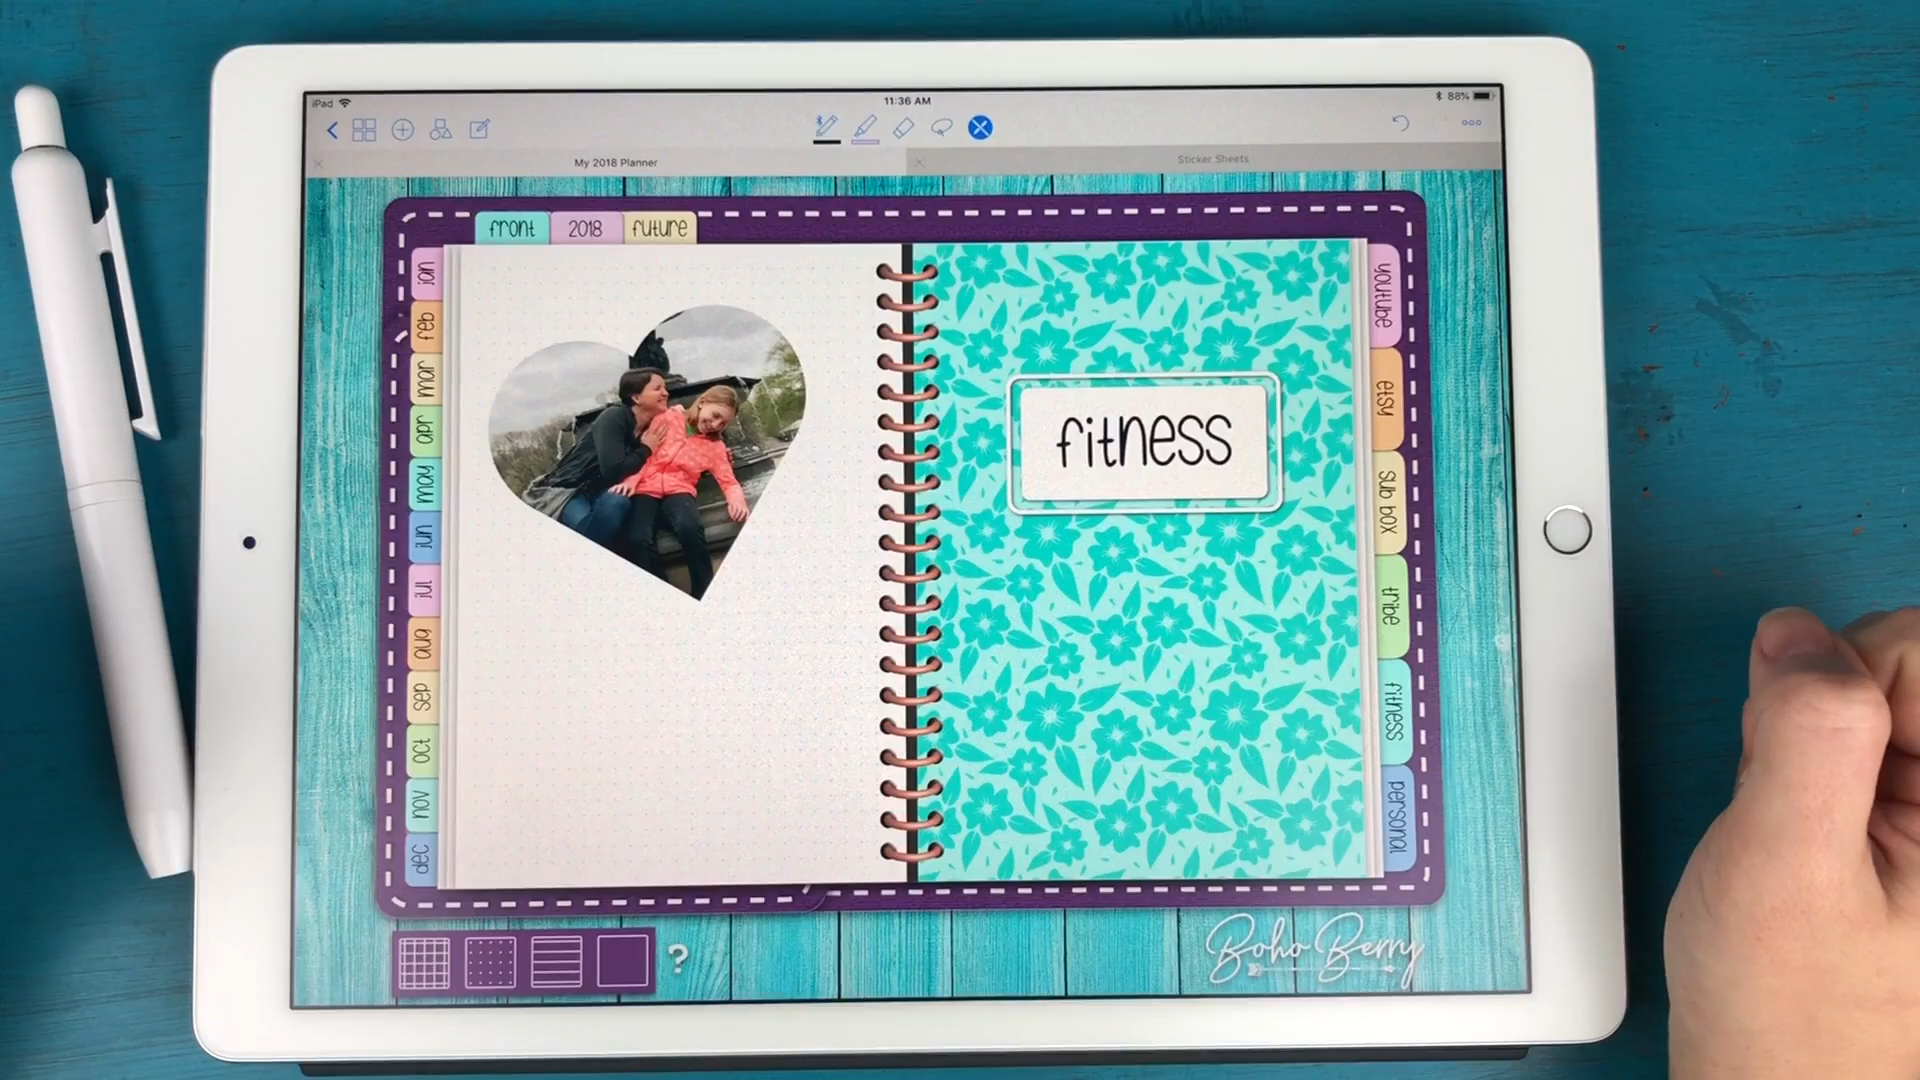 iPad
11:36 AM
88%
My 2018 Planner
Sticker Sheets
front
2018
future
jan
feb
mar
apr
may
jun
jul
aug
sep
oct
nov
dec
fitness
youtube
etsy
sub box
tribe
fitness
personal
?
Boho Berry